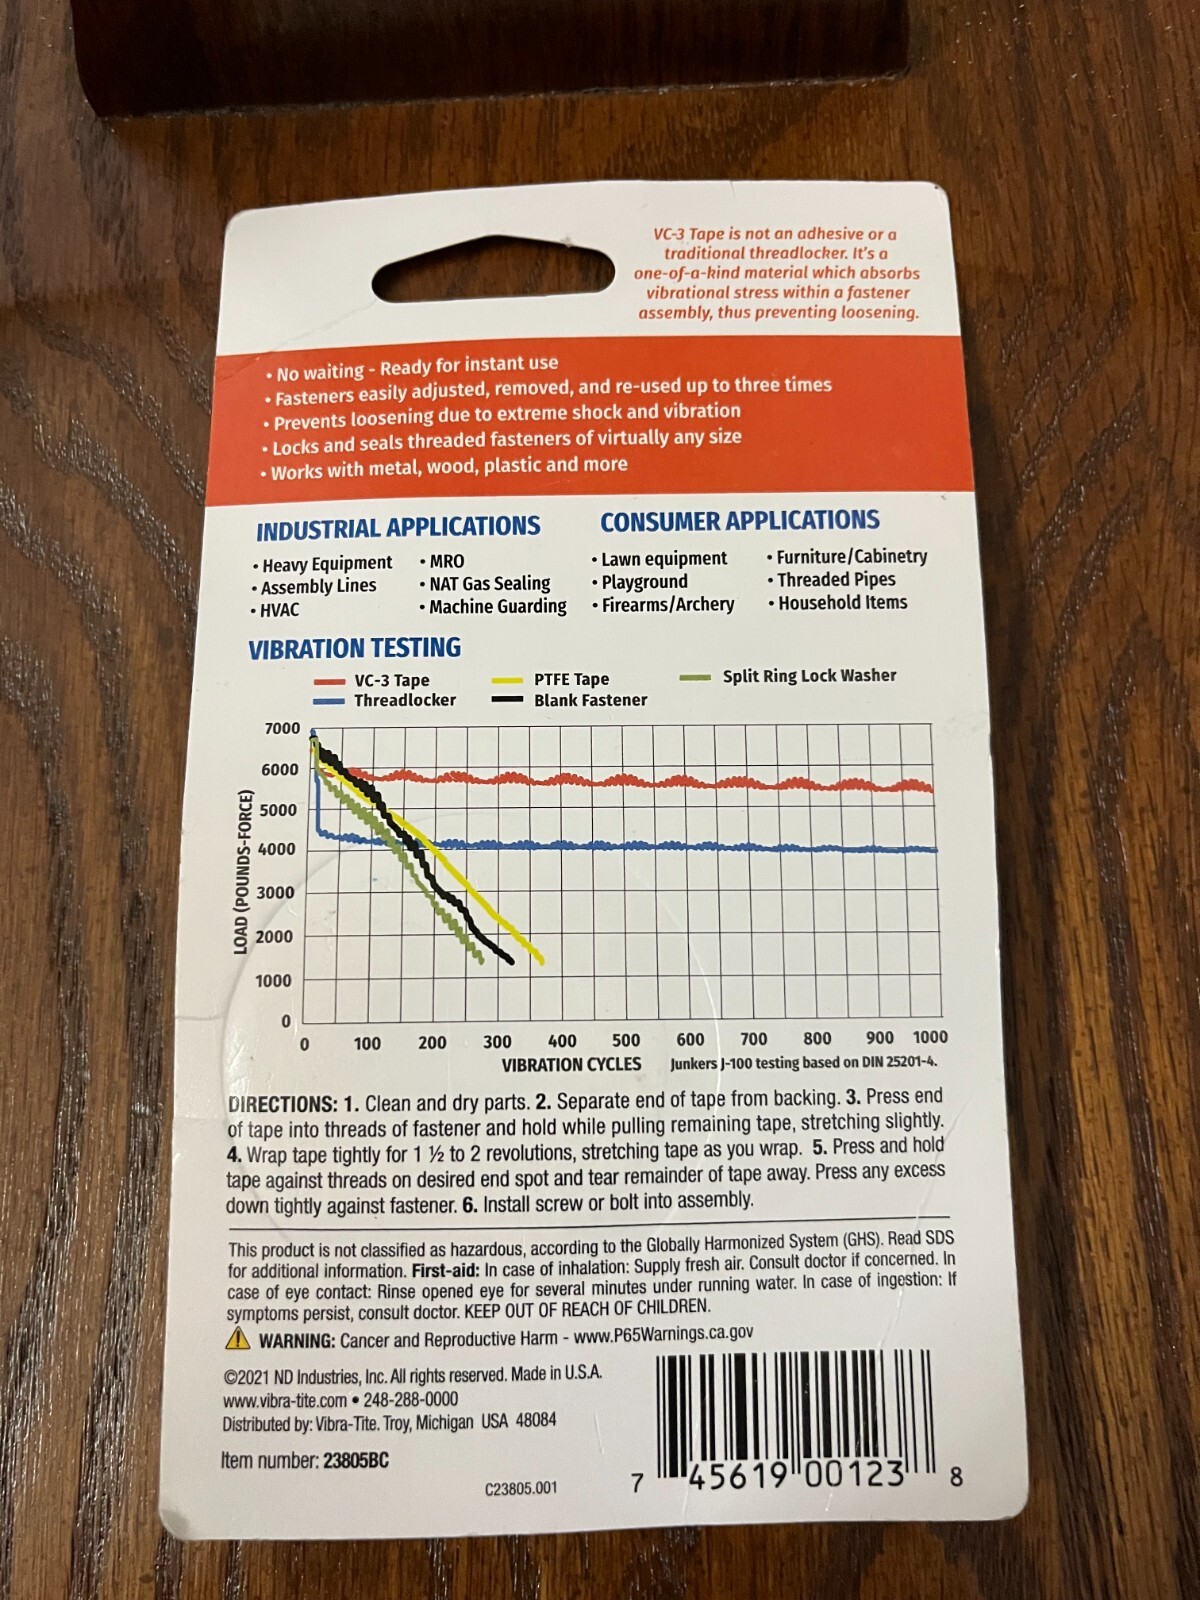 VC-3 Tape is not an adhesive or a
traditional threadlocker. It's a
one-of-a-kind material which absorbs
vibrational stress within a fastener
assembly, thus preventing loosening.
• No waiting - Ready for instant use
• Fasteners easily adjusted, removed, and re-used up to three times
• Prevents loosening due to extreme shock and vibration
• Locks and seals threaded fasteners of virtually any size
• Works with metal, wood, plastic and more
INDUSTRIAL APPLICATIONS
• Heavy Equipment
• Assembly Lines
• HVAC
• MRO
• NAT Gas Sealing
• Machine Guarding
CONSUMER APPLICATIONS
• Lawn equipment
• Playground
• Firearms/Archery
• Furniture/Cabinetry
• Threaded Pipes
• Household Items
VIBRATION TESTING
VC-3 Tape
Threadlocker
PTFE Tape
Blank Fastener
Split Ring Lock Washer
LOAD (POUNDS-FORCE)
7000
6000
5000
4000
3000
2000
1000
0
0 100 200 300 400 500 600 700 800 900 1000
VIBRATION CYCLES
Junkers J-100 testing based on DIN 25201-4.
DIRECTIONS: 1. Clean and dry parts. 2. Separate end of tape from backing. 3. Press end
of tape into threads of fastener and hold while pulling remaining tape, stretching slightly.
4. Wrap tape tightly for 1 ½ to 2 revolutions, stretching tape as you wrap. 5. Press and hold
tape against threads on desired end spot and tear remainder of tape away. Press any excess
down tightly against fastener. 6. Install screw or bolt into assembly.
This product is not classified as hazardous, according to the Globally Harmonized System (GHS). Read SDS
for additional information. First-aid: In case of inhalation: Supply fresh air. Consult doctor if concerned. In
case of eye contact: Rinse opened eye for several minutes under running water. In case of ingestion: If
symptoms persist, consult doctor. KEEP OUT OF REACH OF CHILDREN.
WARNING: Cancer and Reproductive Harm - www.P65Warnings.ca.gov
©2021 ND Industries, Inc. All rights reserved. Made in U.S.A.
www.vibra-tite.com • 248-288-0000
Distributed by: Vibra-Tite. Troy, Michigan USA 48084
Item number: 23805BC
C23805.001
7 45619 00123 8